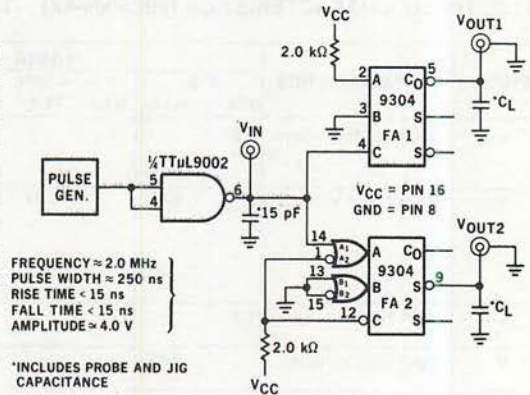 VCC
VOUT1
2.0 kΩ
2 A CO 5
9304
3 B S
*CL
FA 1
4 C S
VIN
¼TTuL9002
PULSE
GEN.
5
4
6
*15 pF
VCC = PIN 16
GND = PIN 8
VOUT2
14 A1 A CO
1 A2
9304
13 B1 B S 9
15 B2
FA 2
*CL
12 C S
2.0 kΩ
VCC
FREQUENCY ≈ 2.0 MHz
PULSE WIDTH ≈ 250 ns
RISE TIME < 15 ns
FALL TIME < 15 ns
AMPLITUDE ≈ 4.0 V
*INCLUDES PROBE AND JIG
CAPACITANCE